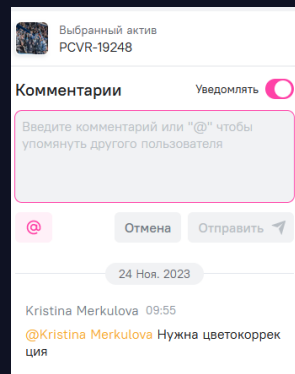 Выбранный актив
PCVR-19248
Комментарии
Уведомлять
Введите комментарий или "@" чтобы
упомянуть другого пользователя
@
Отмена
Отправить
24 Ноя. 2023
Kristina Merkulova 09:55
@Kristina Merkulova Нужна цветокоррек
ция